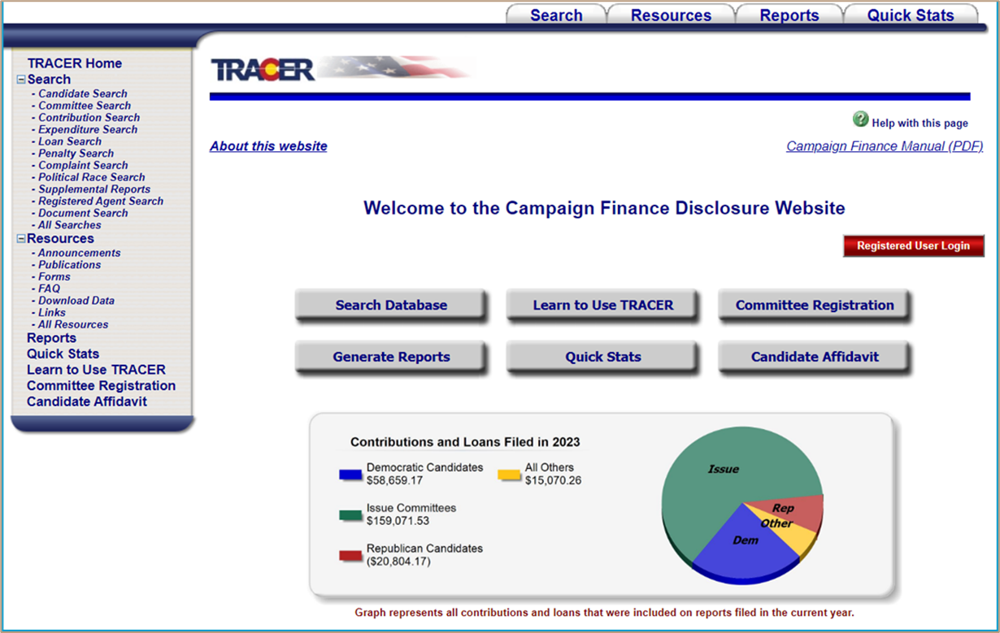 Search Resources Reports Quick Stats
TRACER Home
Search
- Candidate Search
- Committee Search
- Contribution Search
- Expenditure Search
- Loan Search
- Penalty Search
- Complaint Search
- Political Race Search
- Supplemental Reports
- Registered Agent Search
- Document Search
- All Searches
Resources
- Announcements
- Publications
- Forms
- FAQ
- Download Data
- Links
- All Resources
Reports
Quick Stats
Learn to Use TRACER
Committee Registration
Candidate Affidavit
TRACER
Help with this page
About this website
Campaign Finance Manual (PDF)
Welcome to the Campaign Finance Disclosure Website
Registered User Login
Search Database
Learn to Use TRACER
Committee Registration
Generate Reports
Quick Stats
Candidate Affidavit
Contributions and Loans Filed in 2023
Democratic Candidates
$58,659.17
All Others
$15,070.26
Issue Committees
$159,071.53
Republican Candidates
($20,804.17)
Issue
Rep
Other
Dem
Graph represents all contributions and loans that were included on reports filed in the current year.